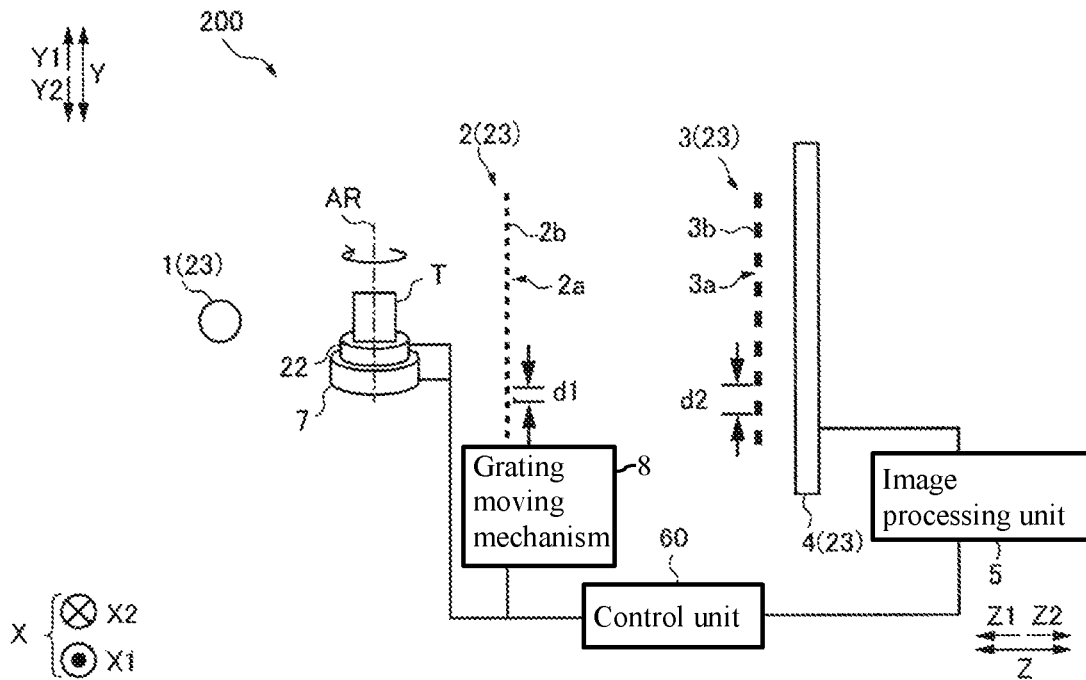 200
Y1
Y
Y2
2(23)
3(23)
AR
2b
3b
1(23)
T
2a
3a
22
d1
d2
7
8
Grating
moving
mechanism
Image
processing unit
4(23)
60
5
Control unit
X
X2
X1
Z1 Z2
Z